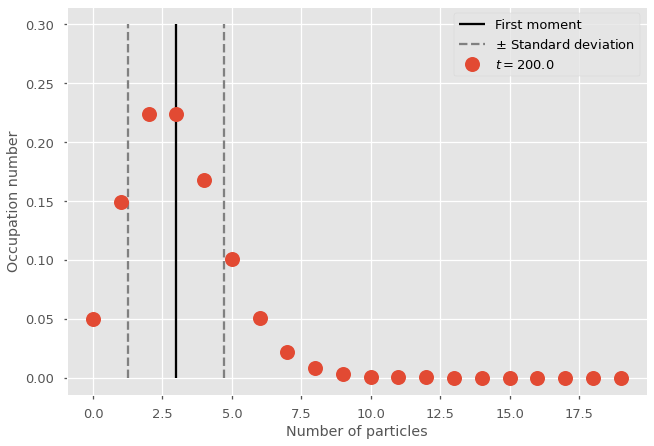 First moment
± Standard deviation
t = 200.0
Occupation number
0.30
0.25
0.20
0.15
0.10
0.05
0.00
0.0 2.5 5.0 7.5 10.0 12.5 15.0 17.5
Number of particles